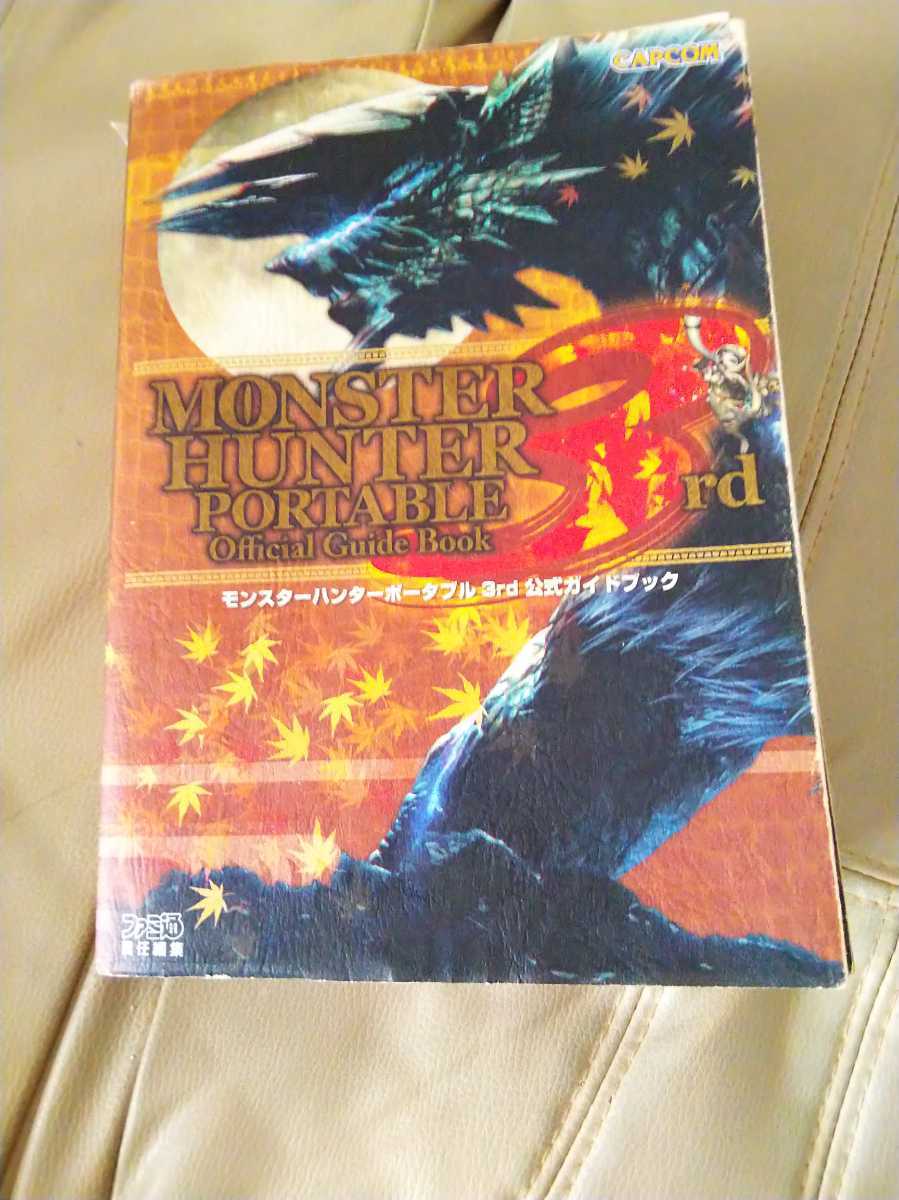 CAPCOM
MONSTER
HUNTER
PORTABLE
3rd
Official Guide Book
モンスターハンターポータブル 3rd 公式ガイドブック
ファミ通
責任編集